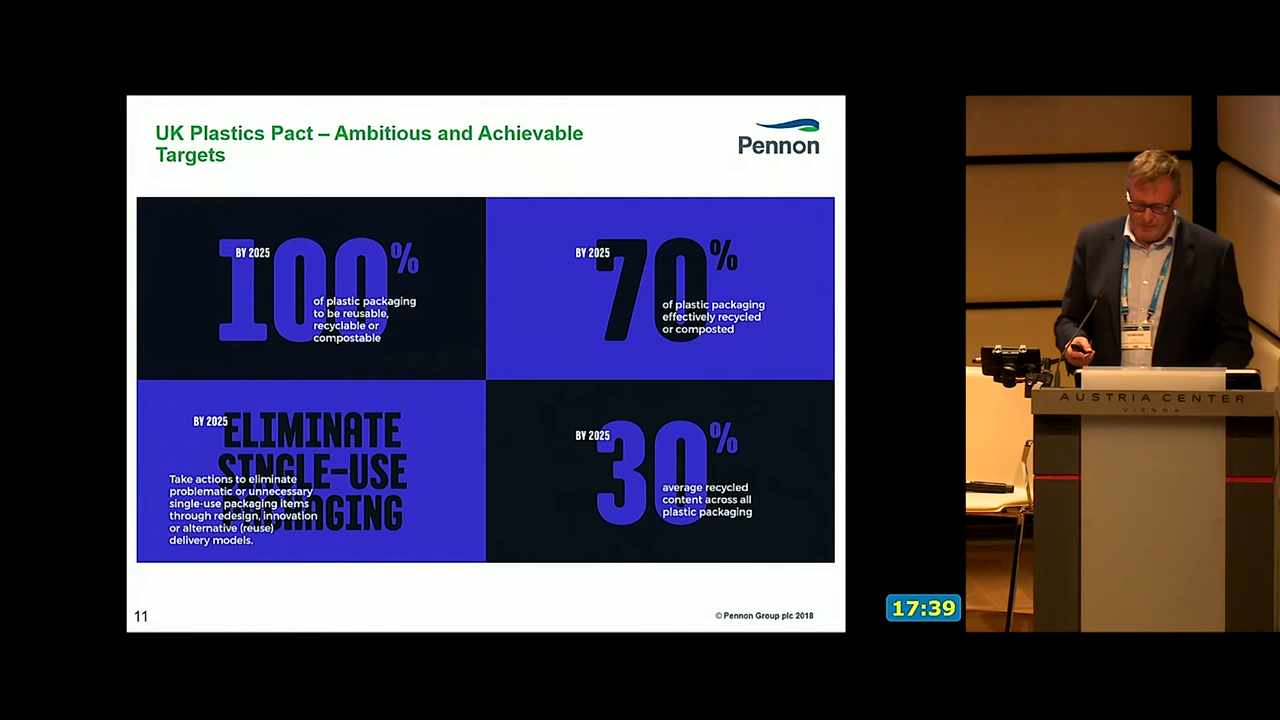 UK Plastics Pact – Ambitious and Achievable
Targets
Pennon
BY 2025
100%
of plastic packaging
to be reusable,
recyclable or
compostable
BY 2025
70%
of plastic packaging
effectively recycled
or composted
BY 2025
ELIMINATE
SINGLE-USE
PACKAGING
Take actions to eliminate
problematic or unnecessary
single-use packaging items
through redesign, innovation
or alternative (reuse)
delivery models.
BY 2025
30%
average recycled
content across all
plastic packaging
11
© Pennon Group plc 2018
17:39
AUSTRIA CENTER
VIENNA